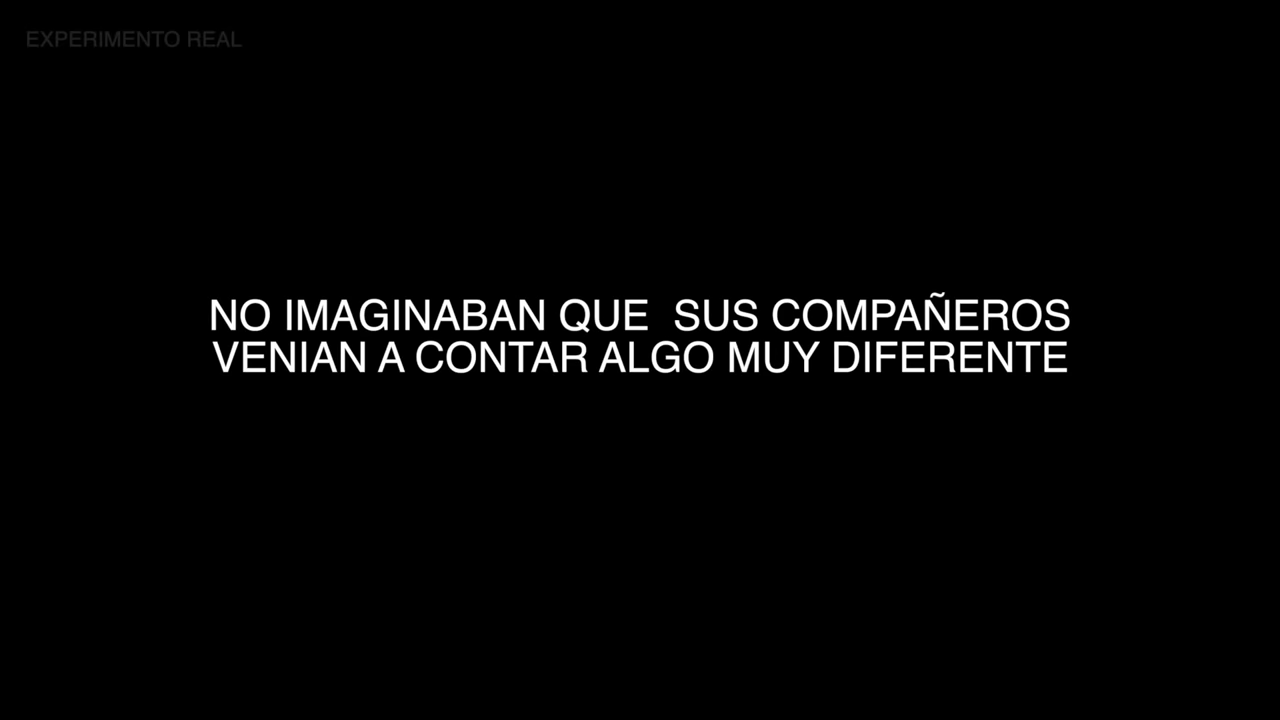 EXPERIMENTO REAL
NO IMAGINABAN QUE  SUS COMPAÑEROS
VENIAN A CONTAR ALGO MUY DIFERENTE